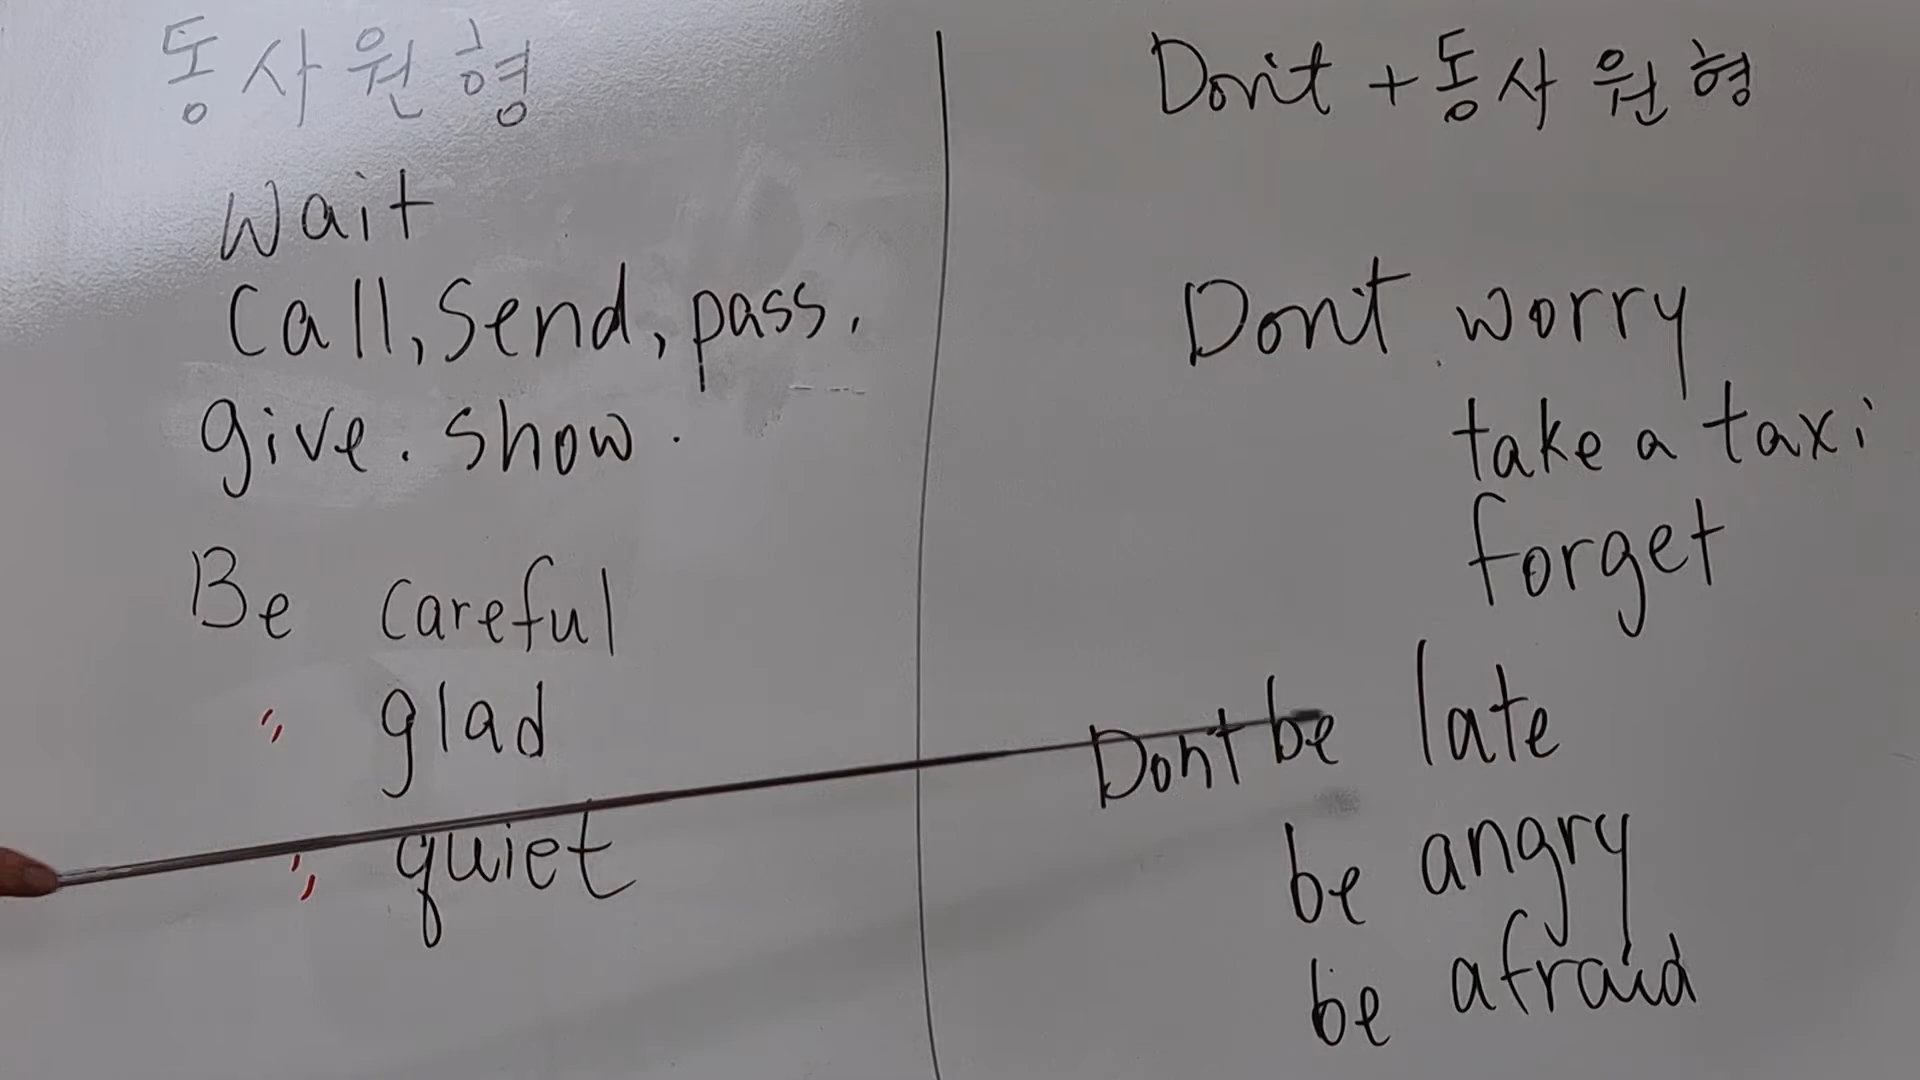 동사원형
Wait
Call, Send, pass.
give. show.
Be careful
〃 glad
〃 quiet
Don't + 동사원형
Don't worry
take a taxi
forget
Don't be late
be angry
be afraid